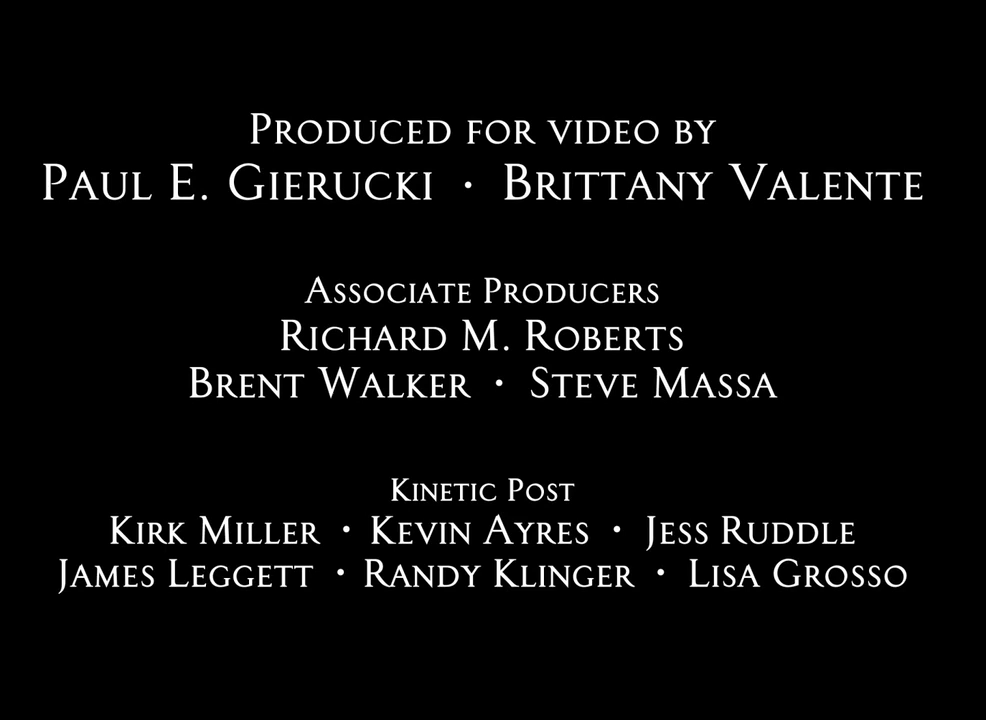 Produced for video by
Paul E. Gierucki · Brittany Valente
Associate Producers
Richard M. Roberts
Brent Walker · Steve Massa
Kinetic Post
Kirk Miller · Kevin Ayres · Jess Ruddle
James Leggett · Randy Klinger · Lisa Grosso